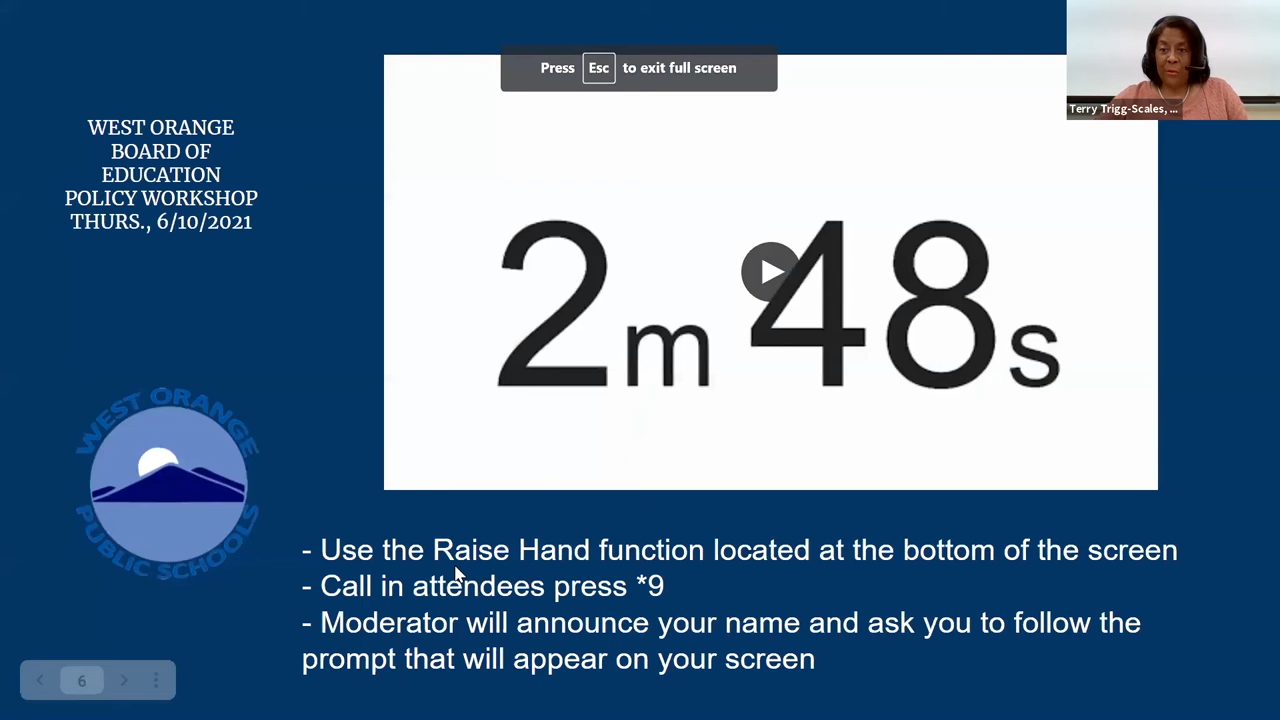 Press Esc to exit full screen
Terry Trigg-Scales, ...
WEST ORANGE
BOARD OF
EDUCATION
POLICY WORKSHOP
THURS., 6/10/2021
2m 48s
WEST ORANGE
PUBLIC SCHOOLS
- Use the Raise Hand function located at the bottom of the screen
- Call in attendees press *9
- Moderator will announce your name and ask you to follow the
prompt that will appear on your screen
6